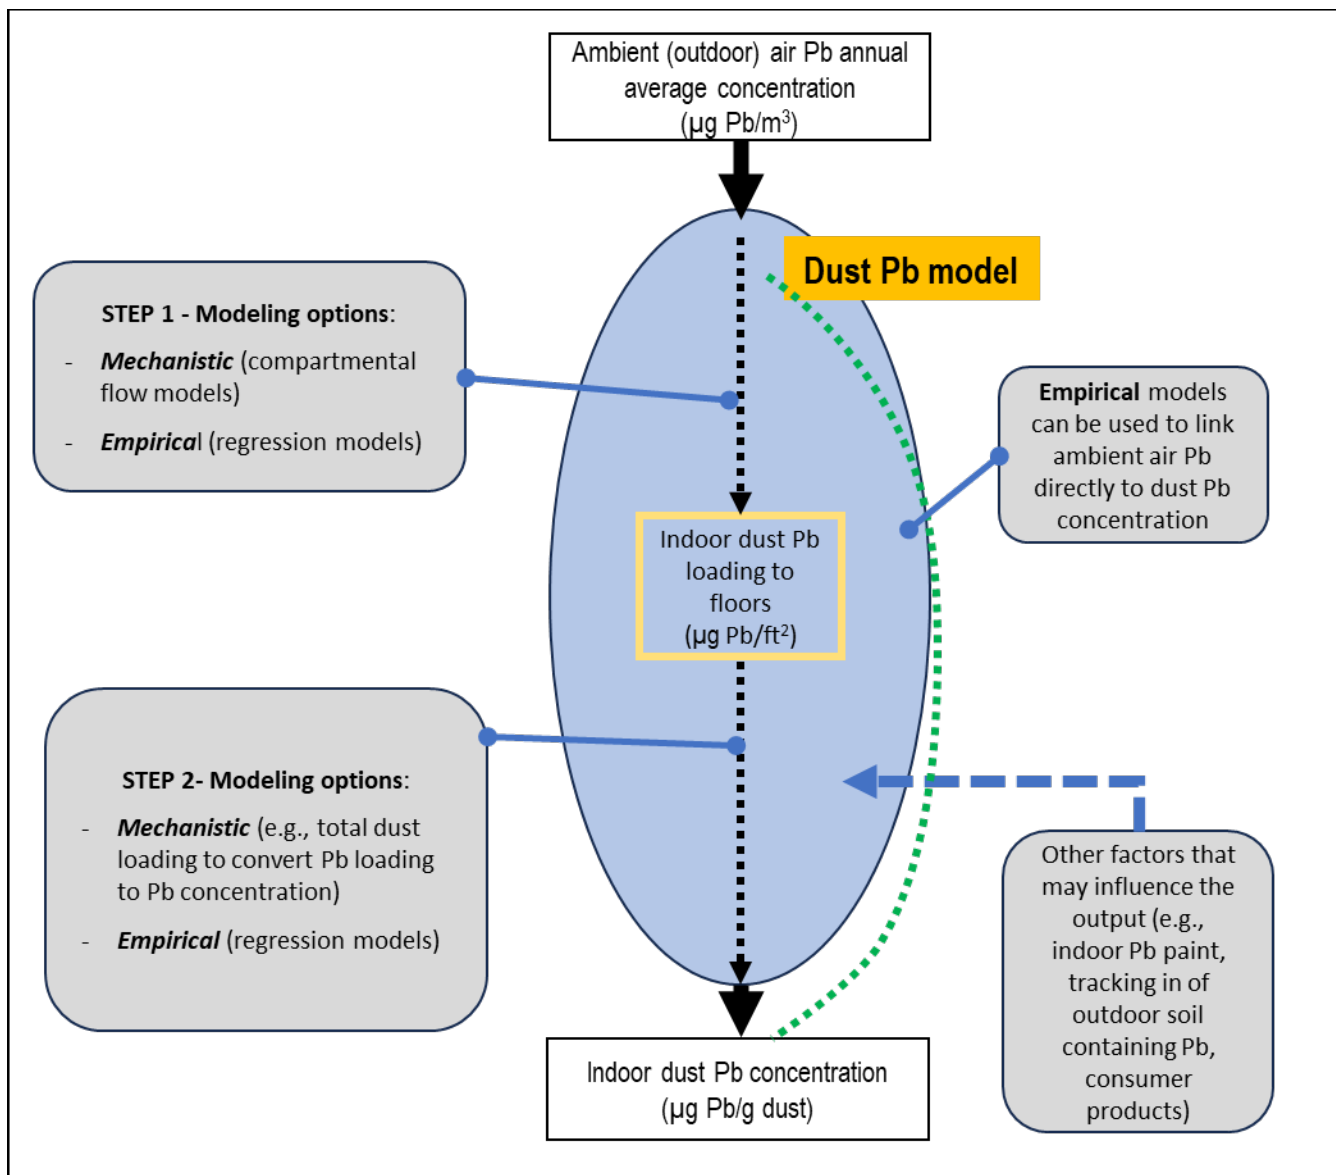 Ambient (outdoor) air Pb annual
average concentration
(µg Pb/m³)
Dust Pb model
STEP 1 - Modeling options:
- Mechanistic (compartmental
flow models)
- Empirical (regression models)
Empirical models
can be used to link
ambient air Pb
directly to dust Pb
concentration
Indoor dust Pb
loading to
floors
(µg Pb/ft²)
STEP 2- Modeling options:
- Mechanistic (e.g., total dust
loading to convert Pb loading
to Pb concentration)
- Empirical (regression models)
Other factors that
may influence the
output (e.g.,
indoor Pb paint,
tracking in of
outdoor soil
containing Pb,
consumer
products)
Indoor dust Pb concentration
(µg Pb/g dust)